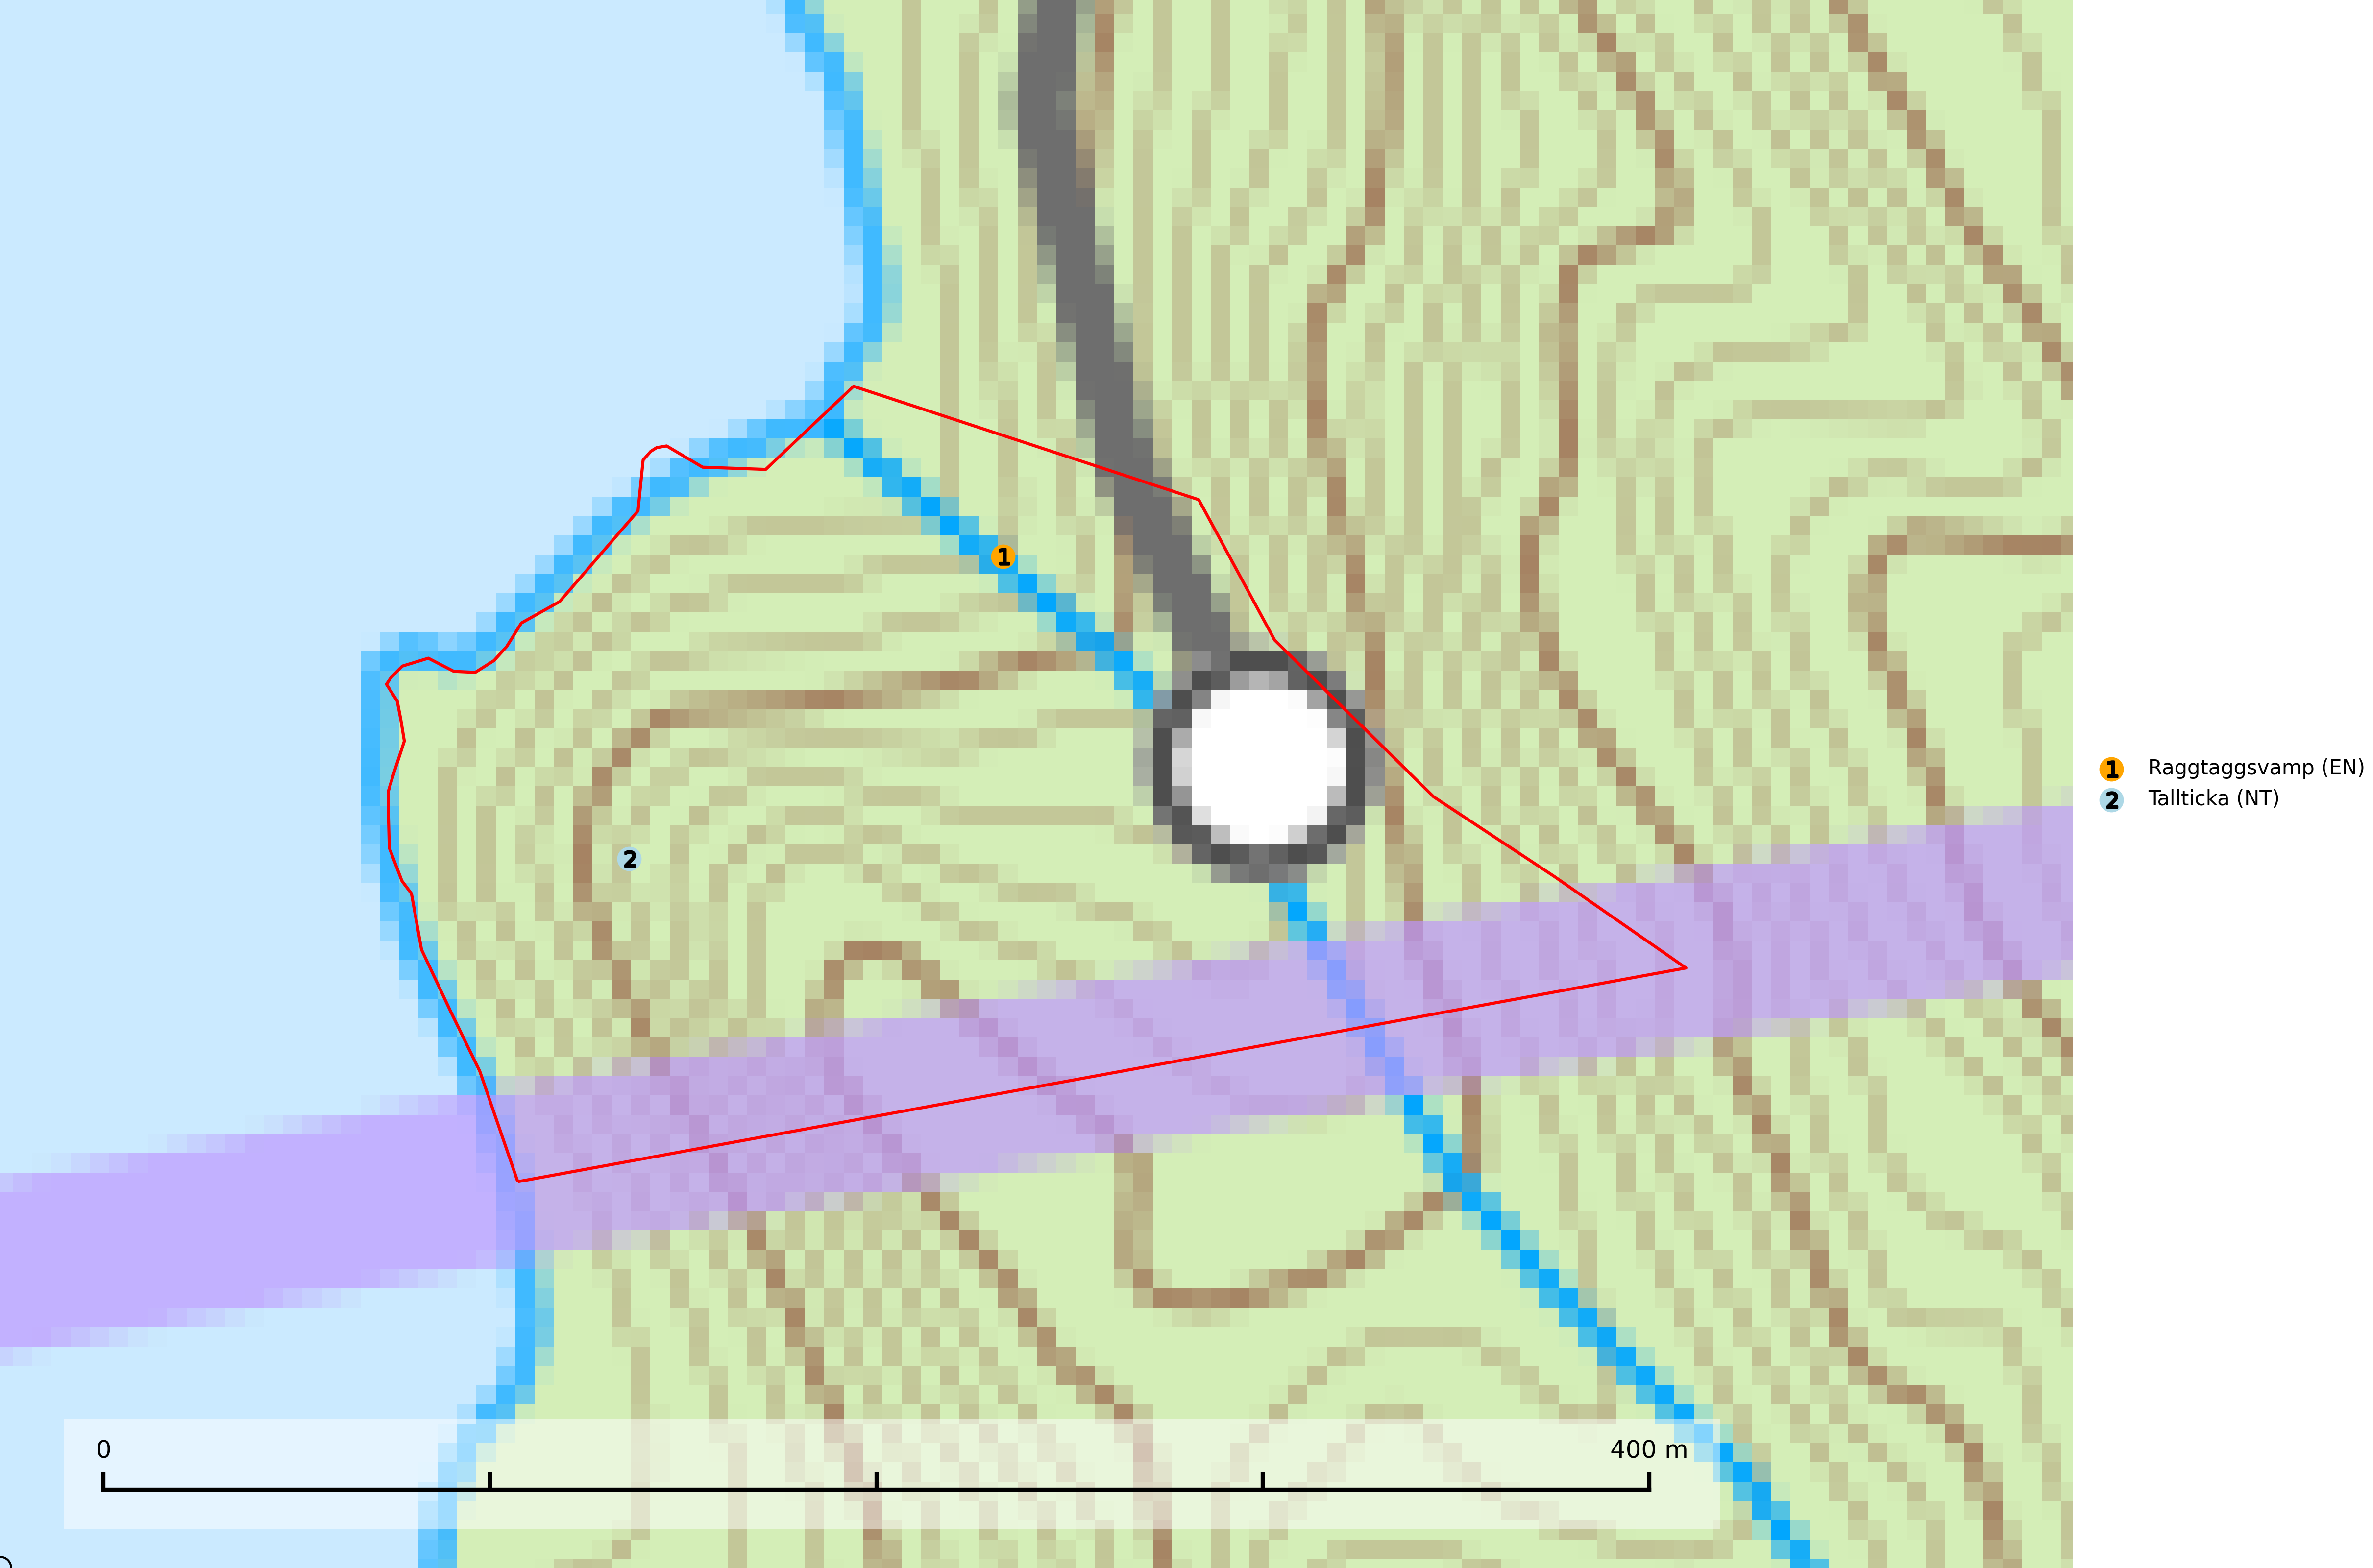 1
2
1 Raggtaggsvamp (EN)
2 Tallticka (NT)
0 400 m